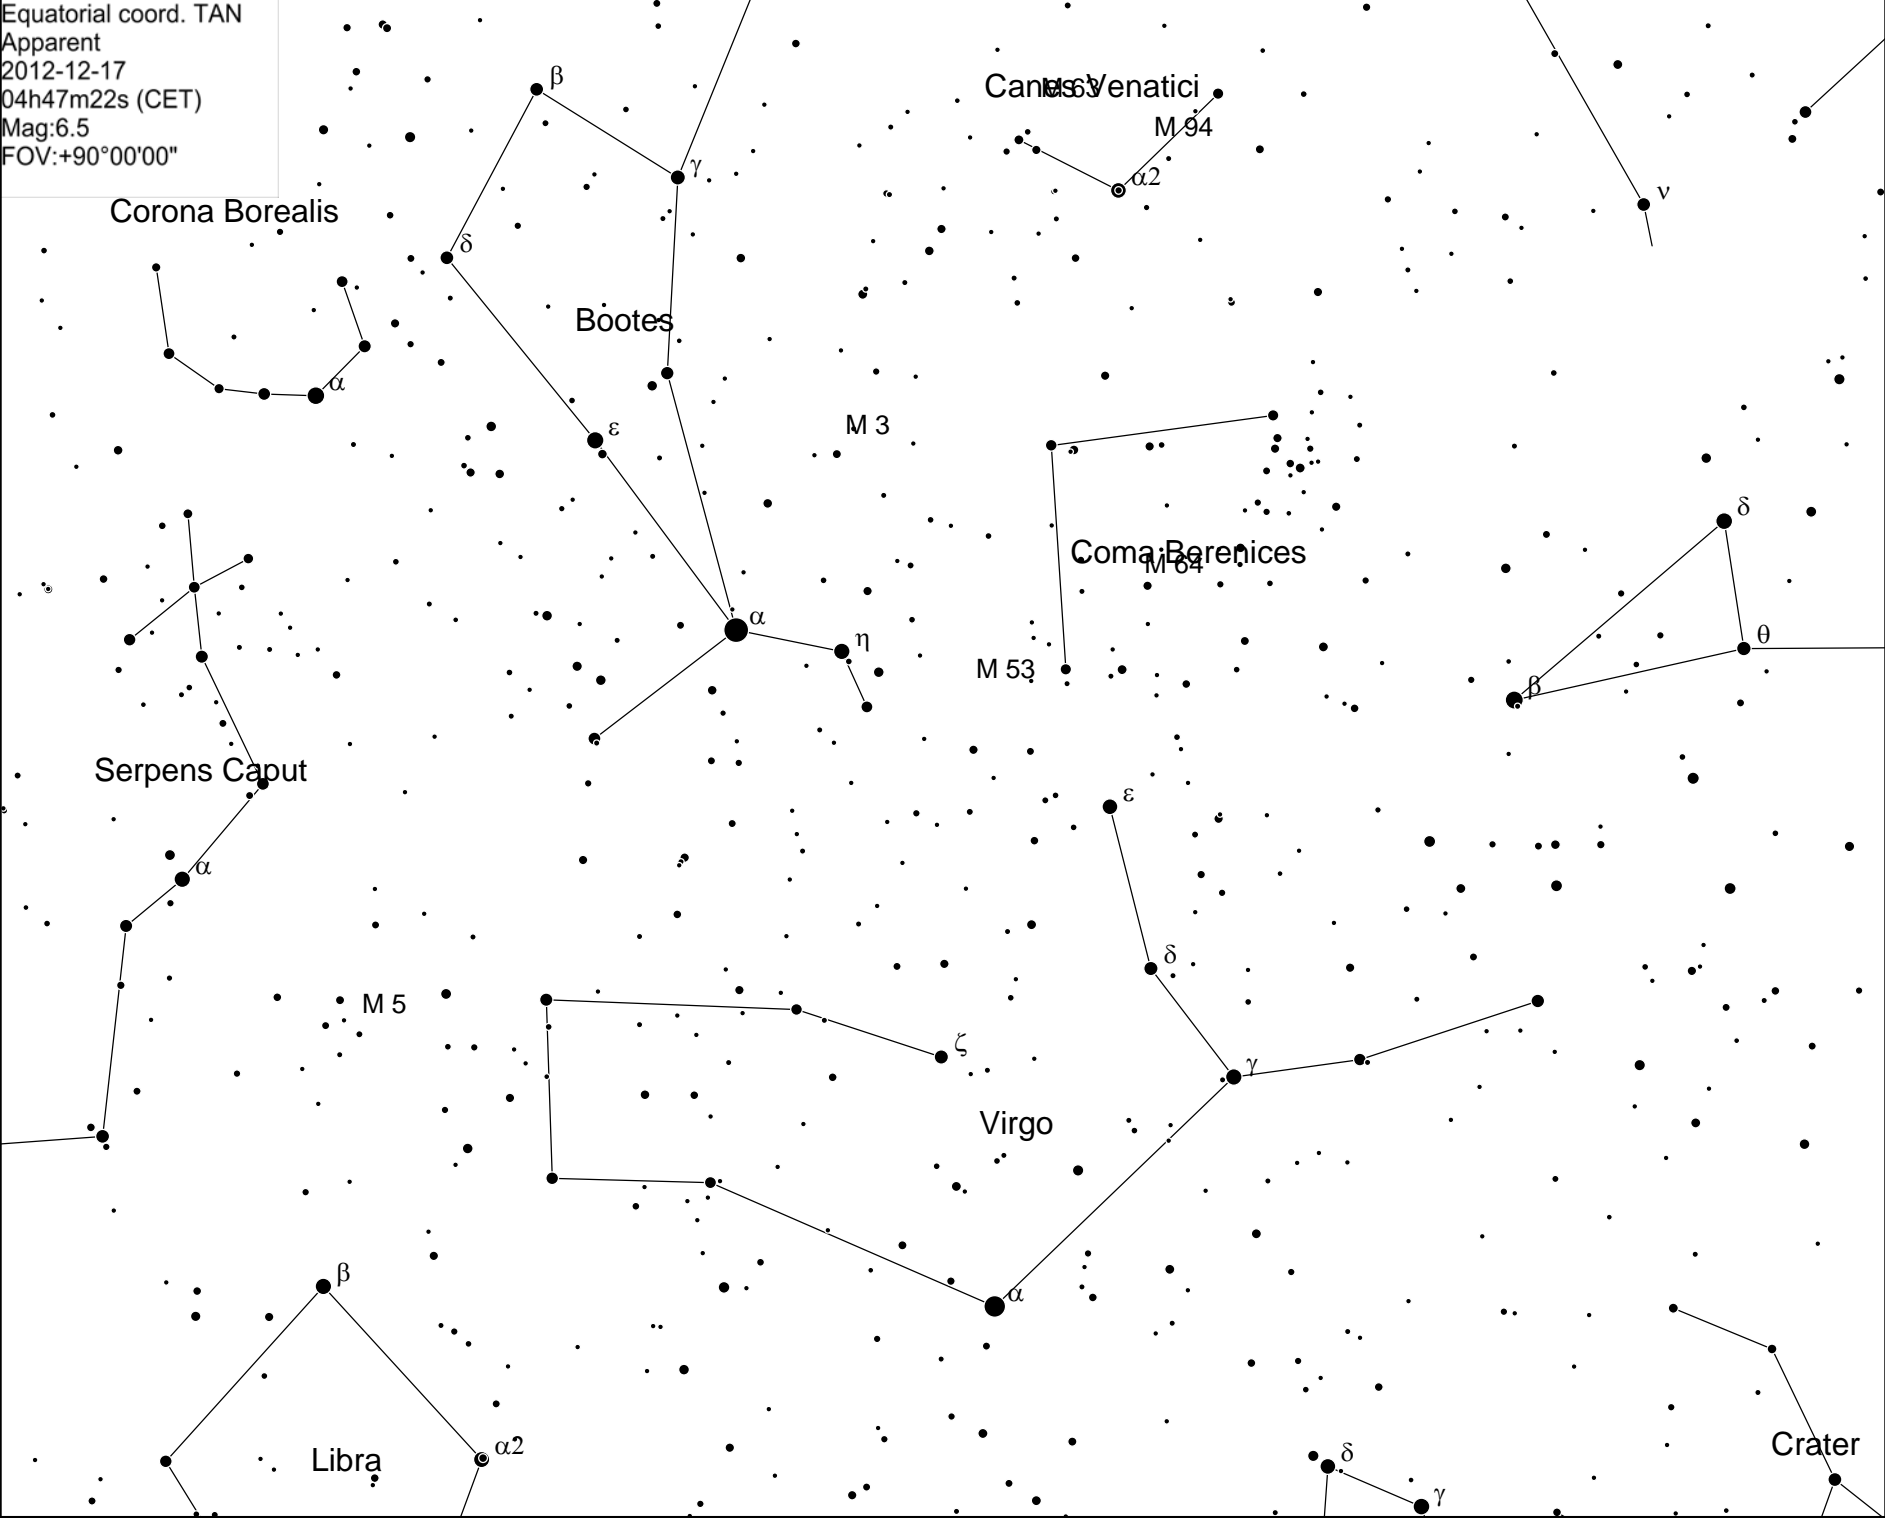 Equatorial coord. TAN
Apparent
2012-12-17
04h47m22s (CET)
Mag:6.5
FOV:+90°00'00"
β
Canes Venatici
M 63
M 94
γ
α2
ν
Corona Borealis
δ
Bootes
α
ε
M 3
δ
Coma Berenices
M 64
α
η
θ
M 53
β
Serpens Caput
ε
α
δ
M 5
ζ
γ
Virgo
β
α
α2
δ
Libra
Crater
γ